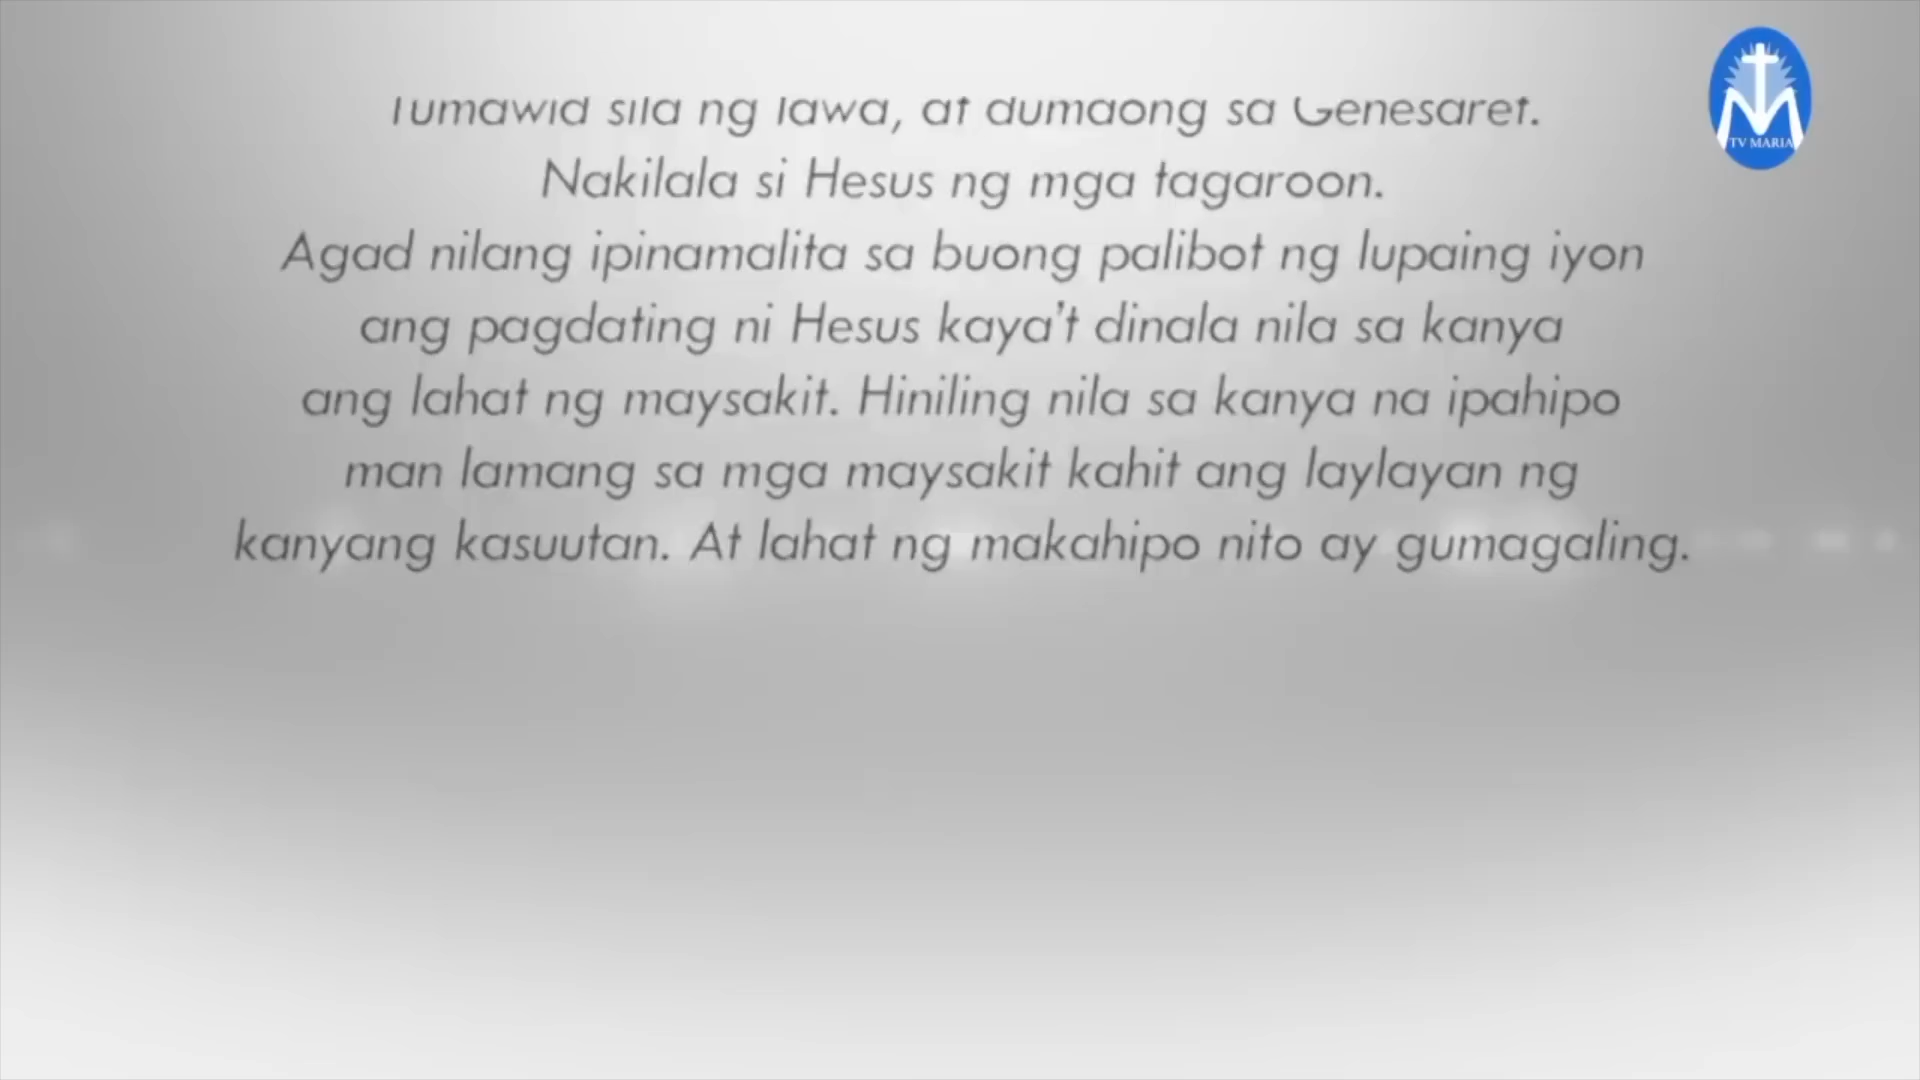 Tumawid sila ng lawa, at dumaong sa Genesaret.
Nakilala si Hesus ng mga tagaroon.
Agad nilang ipinamalita sa buong palibot ng lupaing iyon
ang pagdating ni Hesus kaya't dinala nila sa kanya
ang lahat ng maysakit. Hiniling nila sa kanya na ipahipo
man lamang sa mga maysakit kahit ang laylayan ng
kanyang kasuutan. At lahat ng makahipo nito ay gumagaling.
TV MARIA